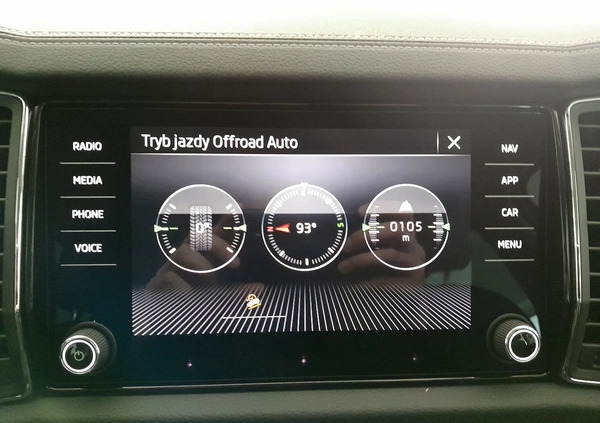 Tryb jazdy Offroad Auto
RADIO
MEDIA
PHONE
VOICE
NAV
APP
CAR
MENU
0°
N 93° S
0105
m